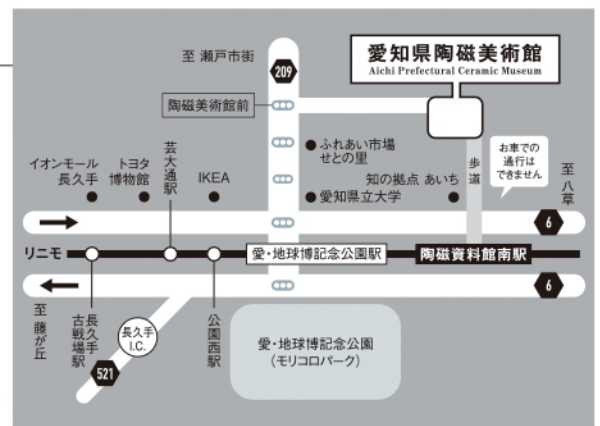 愛知県陶磁美術館
Aichi Prefectural Ceramic Museum
至 瀬戸市街
209
陶磁美術館前
ふれあい市場
せとの里
歩道
お車での
通行は
できません
至 八草
芸大通駅
イオンモール
長久手
トヨタ
博物館
IKEA
知の拠点 あいち
愛知県立大学
6
リニモ
愛・地球博記念公園駅
陶磁資料館南駅
6
至 藤が丘
長久手
古戦場駅
長久手
I.C.
公園西駅
愛・地球博記念公園
(モリコロパーク)
521